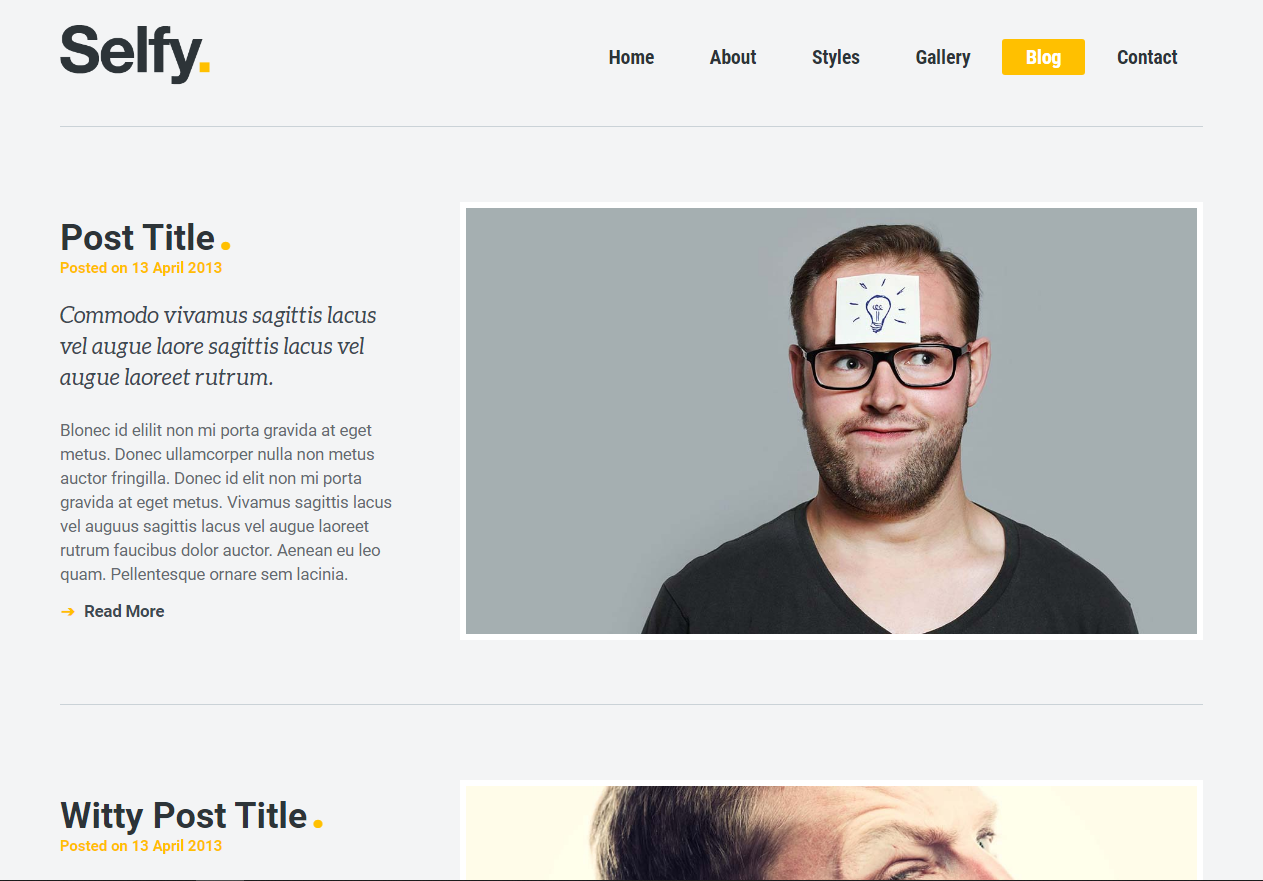 Selfy.
Home About Styles Gallery Blog Contact
Post Title.
Posted on 13 April 2013
Commodo vivamus sagittis lacus
vel augue laore sagittis lacus vel
augue laoreet rutrum.
Blonec id elilit non mi porta gravida at eget
metus. Donec ullamcorper nulla non metus
auctor fringilla. Donec id elit non mi porta
gravida at eget metus. Vivamus sagittis lacus
vel auguus sagittis lacus vel augue laoreet
rutrum faucibus dolor auctor. Aenean eu leo
quam. Pellentesque ornare sem lacinia.
➔ Read More
Witty Post Title.
Posted on 13 April 2013